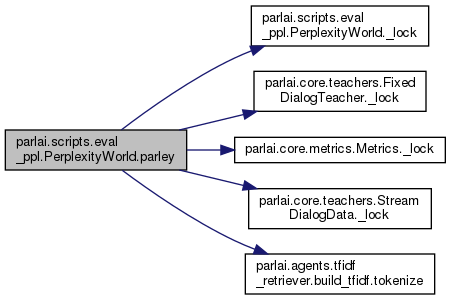 parlai.scripts.eval
_ppl.PerplexityWorld.parley
parlai.scripts.eval
_ppl.PerplexityWorld._lock
parlai.core.teachers.Fixed
DialogTeacher._lock
parlai.core.metrics.Metrics._lock
parlai.core.teachers.Stream
DialogData._lock
parlai.agents.tfidf
_retriever.build_tfidf.tokenize